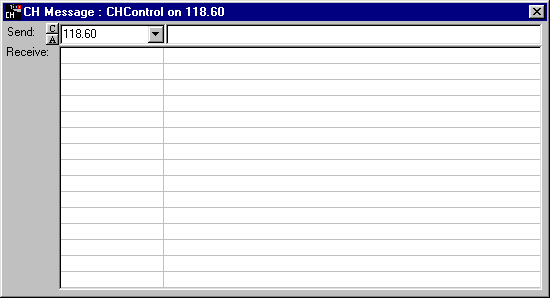 CH Message : CHControl on 118.60
Send: C 118.60
A
Receive: